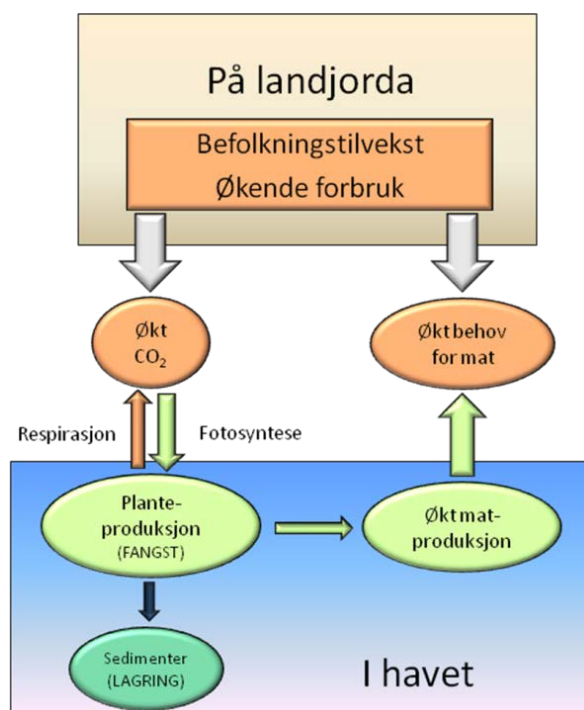 På landjorda
Befolkningstilvekst
Økende forbruk
Økt
CO₂
Økt behov
for mat
Respirasjon
Fotosyntese
Plante-
produksjon
(FANGST)
Økt mat-
produksjon
Sedimenter
(LAGRING)
I havet